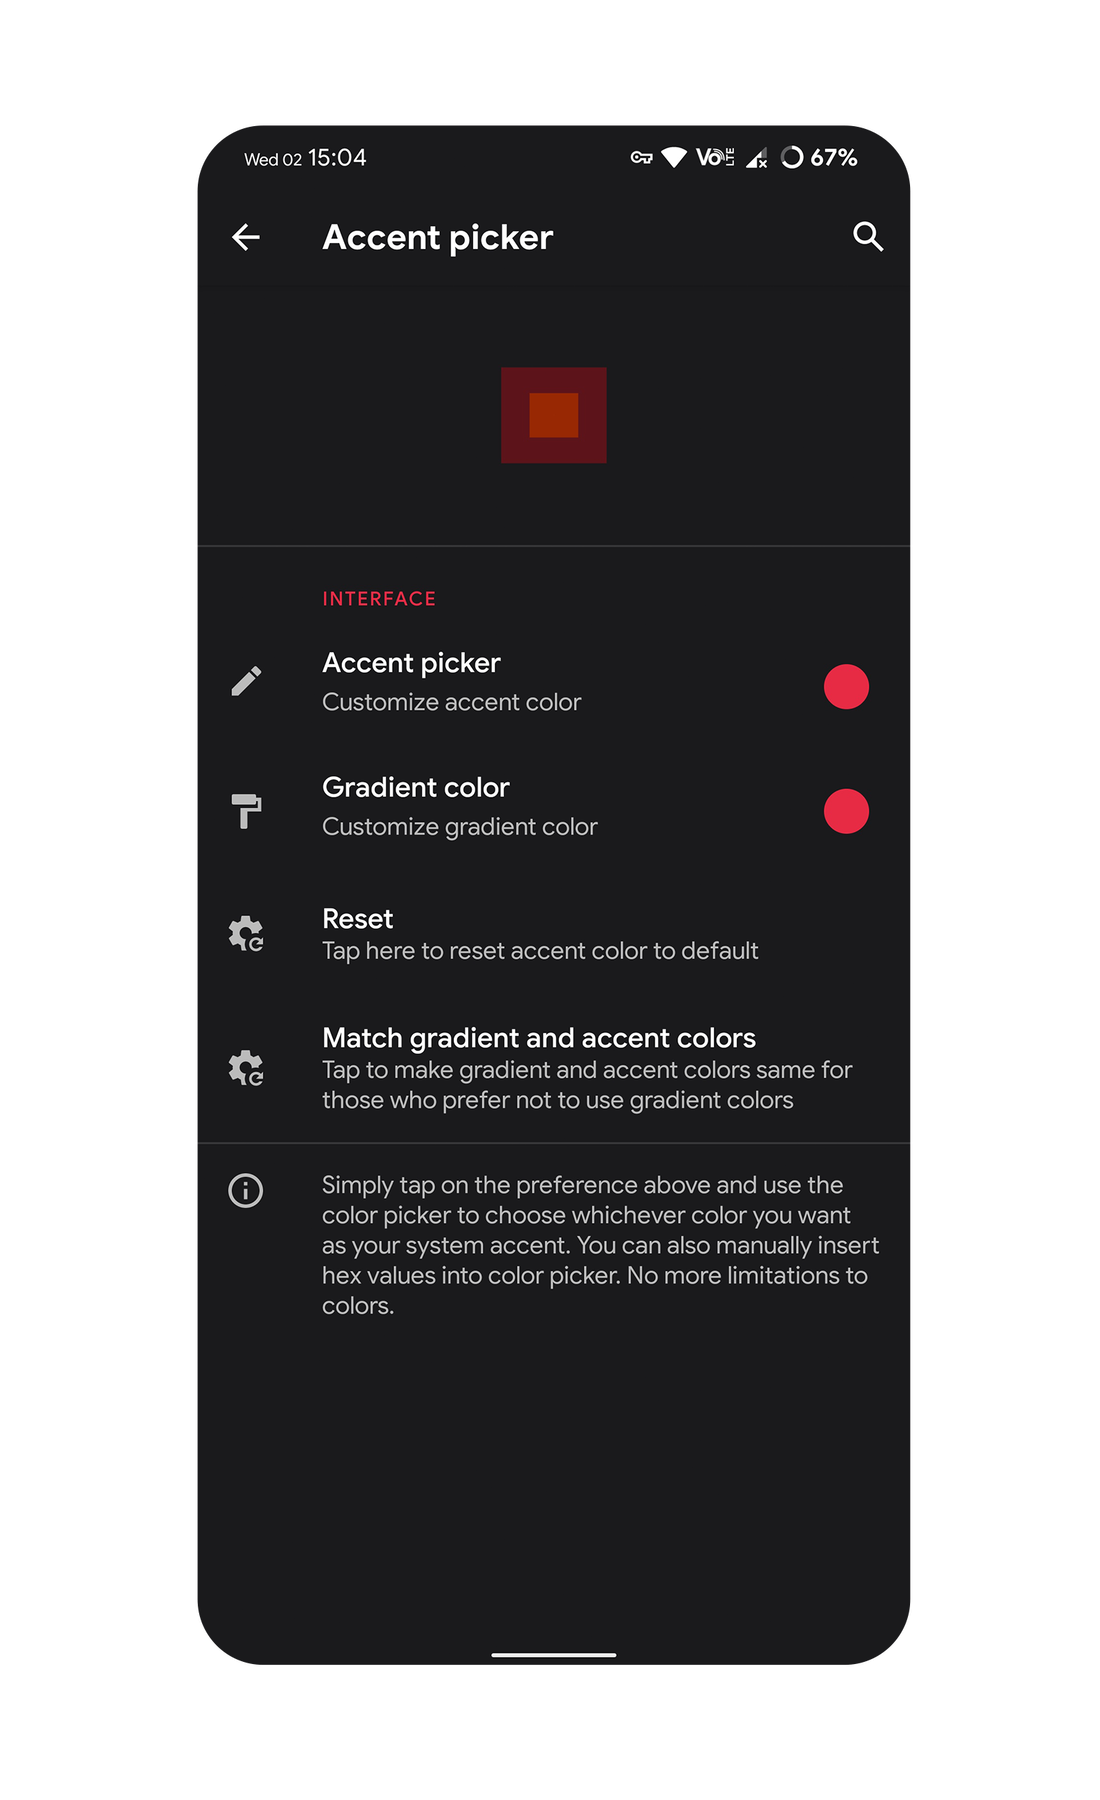 Wed 02 15:04 Vo LTE 67%
Accent picker
INTERFACE
Accent picker
Customize accent color
Gradient color
Customize gradient color
Reset
Tap here to reset accent color to default
Match gradient and accent colors
Tap to make gradient and accent colors same for
those who prefer not to use gradient colors
Simply tap on the preference above and use the
color picker to choose whichever color you want
as your system accent. You can also manually insert
hex values into color picker. No more limitations to
colors.